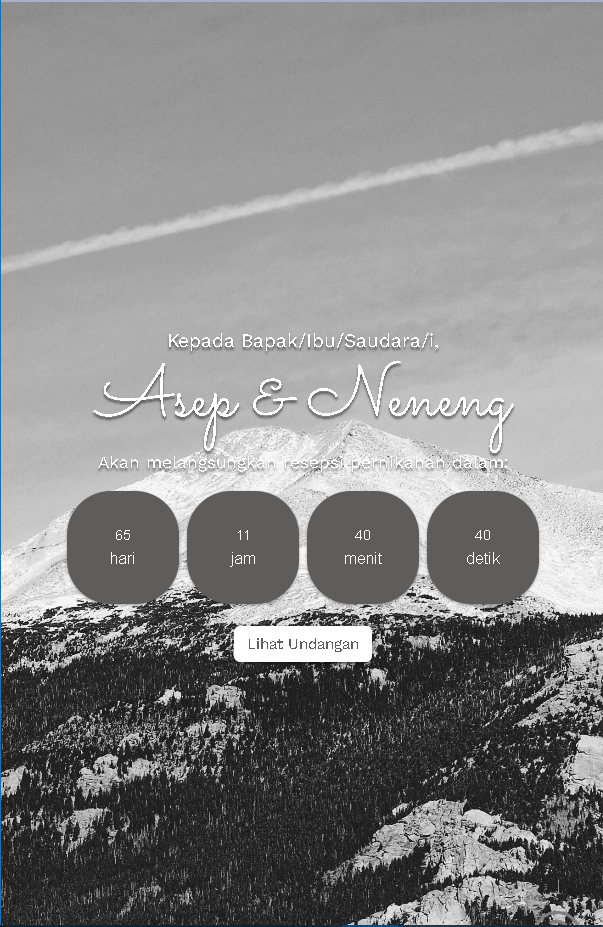 Kepada Bapak/Ibu/Saudara/i,
Asep & Neneng
Akan melangsungkan resepsi pernikahan dalam:
65 hari
11 jam
40 menit
40 detik
Lihat Undangan